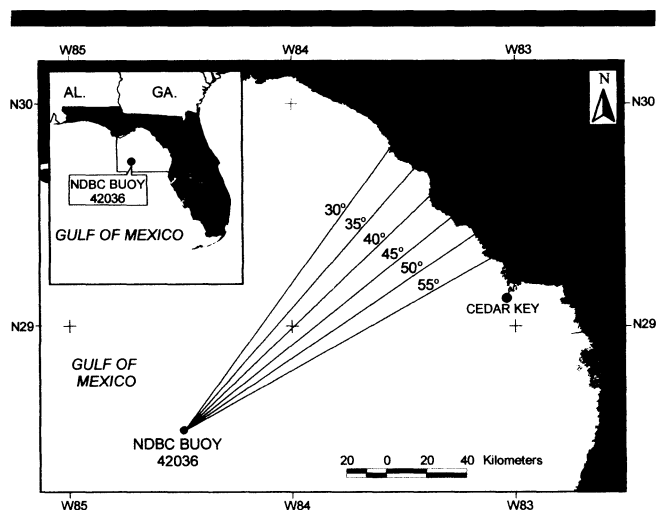 W85 W84 W83
N30 N30
N
AL. GA.
NDBC BUOY
42036
GULF OF MEXICO
30°
35°
40°
45°
50°
55°
CEDAR KEY
N29 N29
GULF OF
MEXICO
NDBC BUOY
42036
20 0 20 40 Kilometers
W85 W84 W83